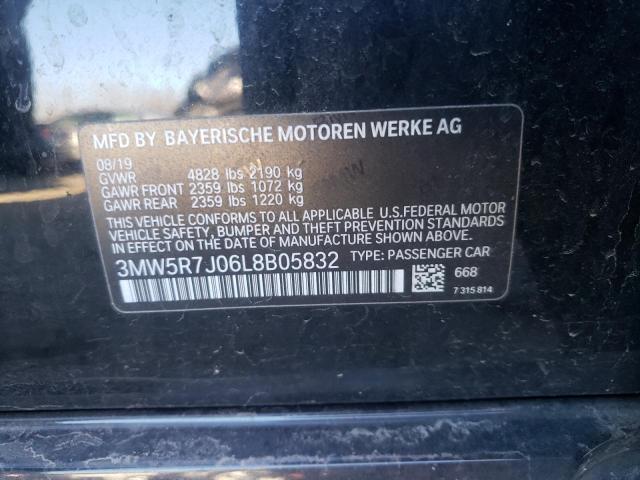 MFD BY BAYERISCHE MOTOREN WERKE AG
08/19
GVWR 4828 lbs 2190 kg
GAWR FRONT 2359 lbs 1072 kg
GAWR REAR 2359 lbs 1220 kg
THIS VEHICLE CONFORMS TO ALL APPLICABLE U.S.FEDERAL MOTOR
VEHICLE SAFETY, BUMPER AND THEFT PREVENTION STANDARDS
IN EFFECT ON THE DATE OF MANUFACTURE SHOWN ABOVE.
3MW5R7J06L8B05832 TYPE: PASSENGER CAR
668
7 315 814